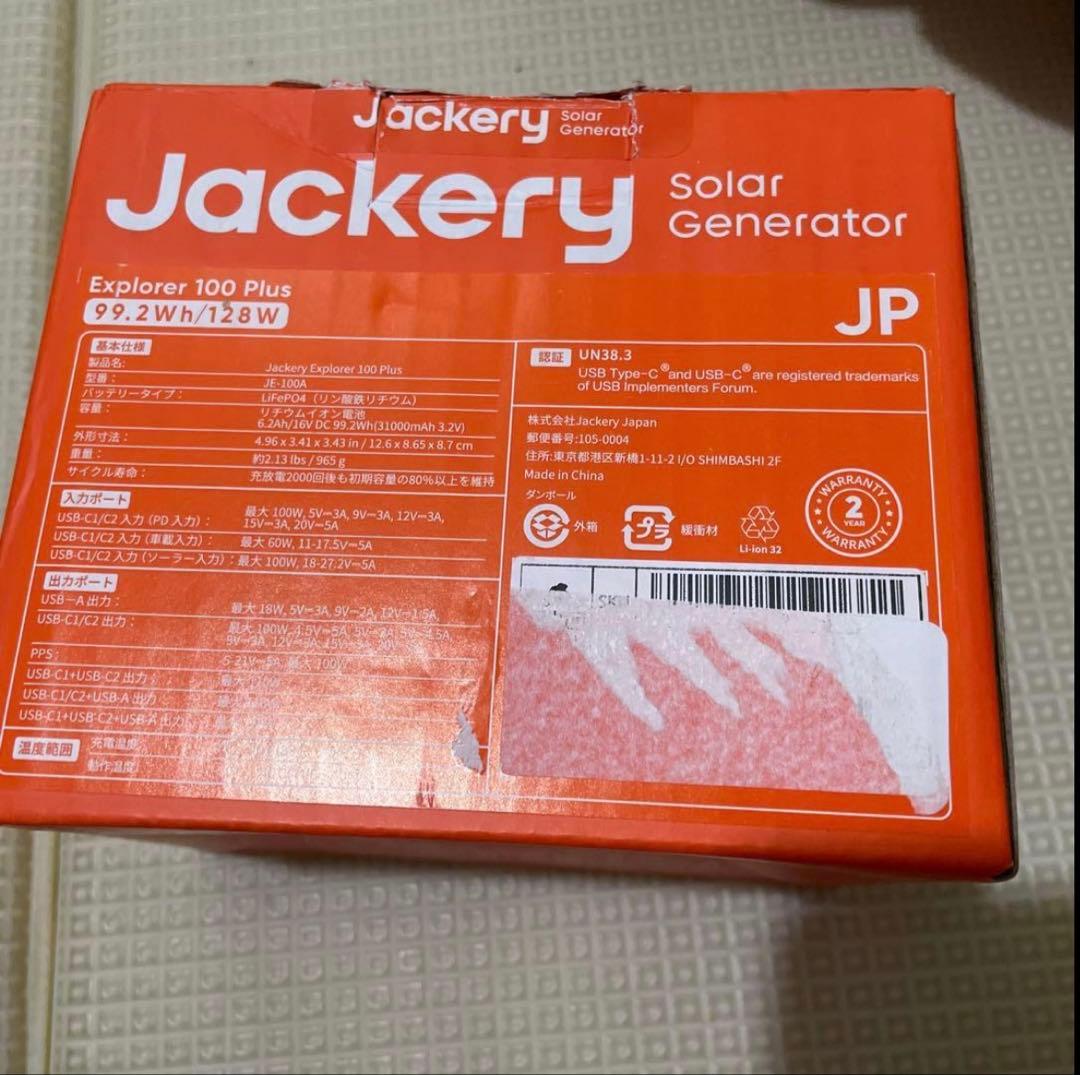 Jackery Solar Generator
Jackery Solar Generator
Explorer 100 Plus
99.2Wh/128W
JP
基本仕様
製品名: Jackery Explorer 100 Plus
型番: JE-100A
バッテリータイプ: LiFePO4（リン酸鉄リチウム）
容量: リチウムイオン電池
6.2Ah/16V DC 99.2Wh(31000mAh 3.2V)
外形寸法: 4.96 x 3.41 x 3.43 in / 12.6 x 8.65 x 8.7 cm
重量: 約2.13 lbs / 965 g
サイクル寿命: 充放電2000回後も初期容量の80%以上を維持
入力ポート
USB-C1/C2 入力 (PD 入力): 最大 100W, 5V⎓3A, 9V⎓3A, 12V⎓3A,
15V⎓3A, 20V⎓5A
USB-C1/C2 入力（車載入力）: 最大 60W, 11-17.5V⎓5A
USB-C1/C2 入力（ソーラー入力）: 最大 100W, 18-27.2V⎓5A
出力ポート
USB-A 出力: 最大 18W, 5V⎓3A, 9V⎓2A, 12V⎓1.5A,
USB-C1/C2 出力: 最大 100W,
PPS: 5-21V⎓5A, 最大 100W
USB-C1+USB-C2 出力:
USB-C1/C2+USB-A 出力
USB-C1+USB-C2+USB-A 出力
温度範囲
充電温度
動作温度:
認証 UN38.3
USB Type-C® and USB-C® are registered trademarks
of USB Implementers Forum.
株式会社Jackery Japan
郵便番号:105-0004
住所:東京都港区新橋1-11-2 I/O SHIMBASHI 2F
Made in China
ダンボール
外箱
プラ
緩衝材
Li-ion 32
WARRANTY
2
YEAR
WARRANTY
SKU